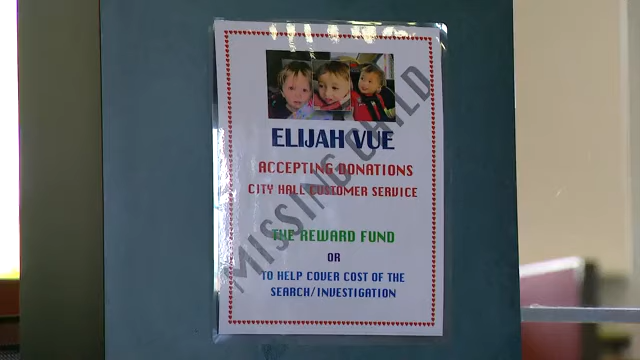 ELIJAH VUE
ACCEPTING DONATIONS
CITY HALL CUSTOMER SERVICE
THE REWARD FUND
OR
TO HELP COVER COST OF THE
SEARCH/INVESTIGATION
MISSING CHILD